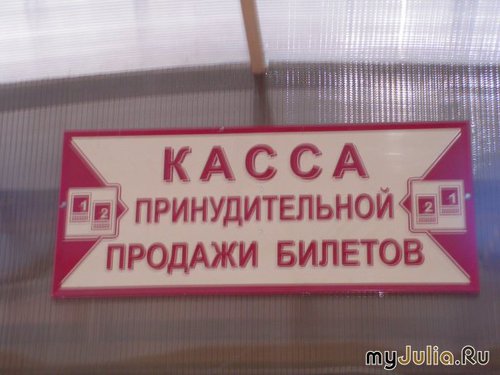 КАССА
1 2 ПРИНУДИТЕЛЬНОЙ 2 1
ПРОДАЖИ БИЛЕТОВ
myJulia.Ru